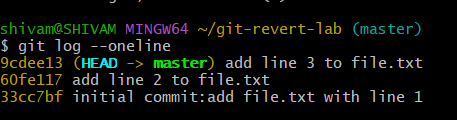 shivam@SHIVAM MINGW64 ~/git-revert-lab (master)
$ git log --oneline
9cdee13 (HEAD -> master) add line 3 to file.txt
60fe117 add line 2 to file.txt
33cc7bf initial commit:add file.txt with line 1